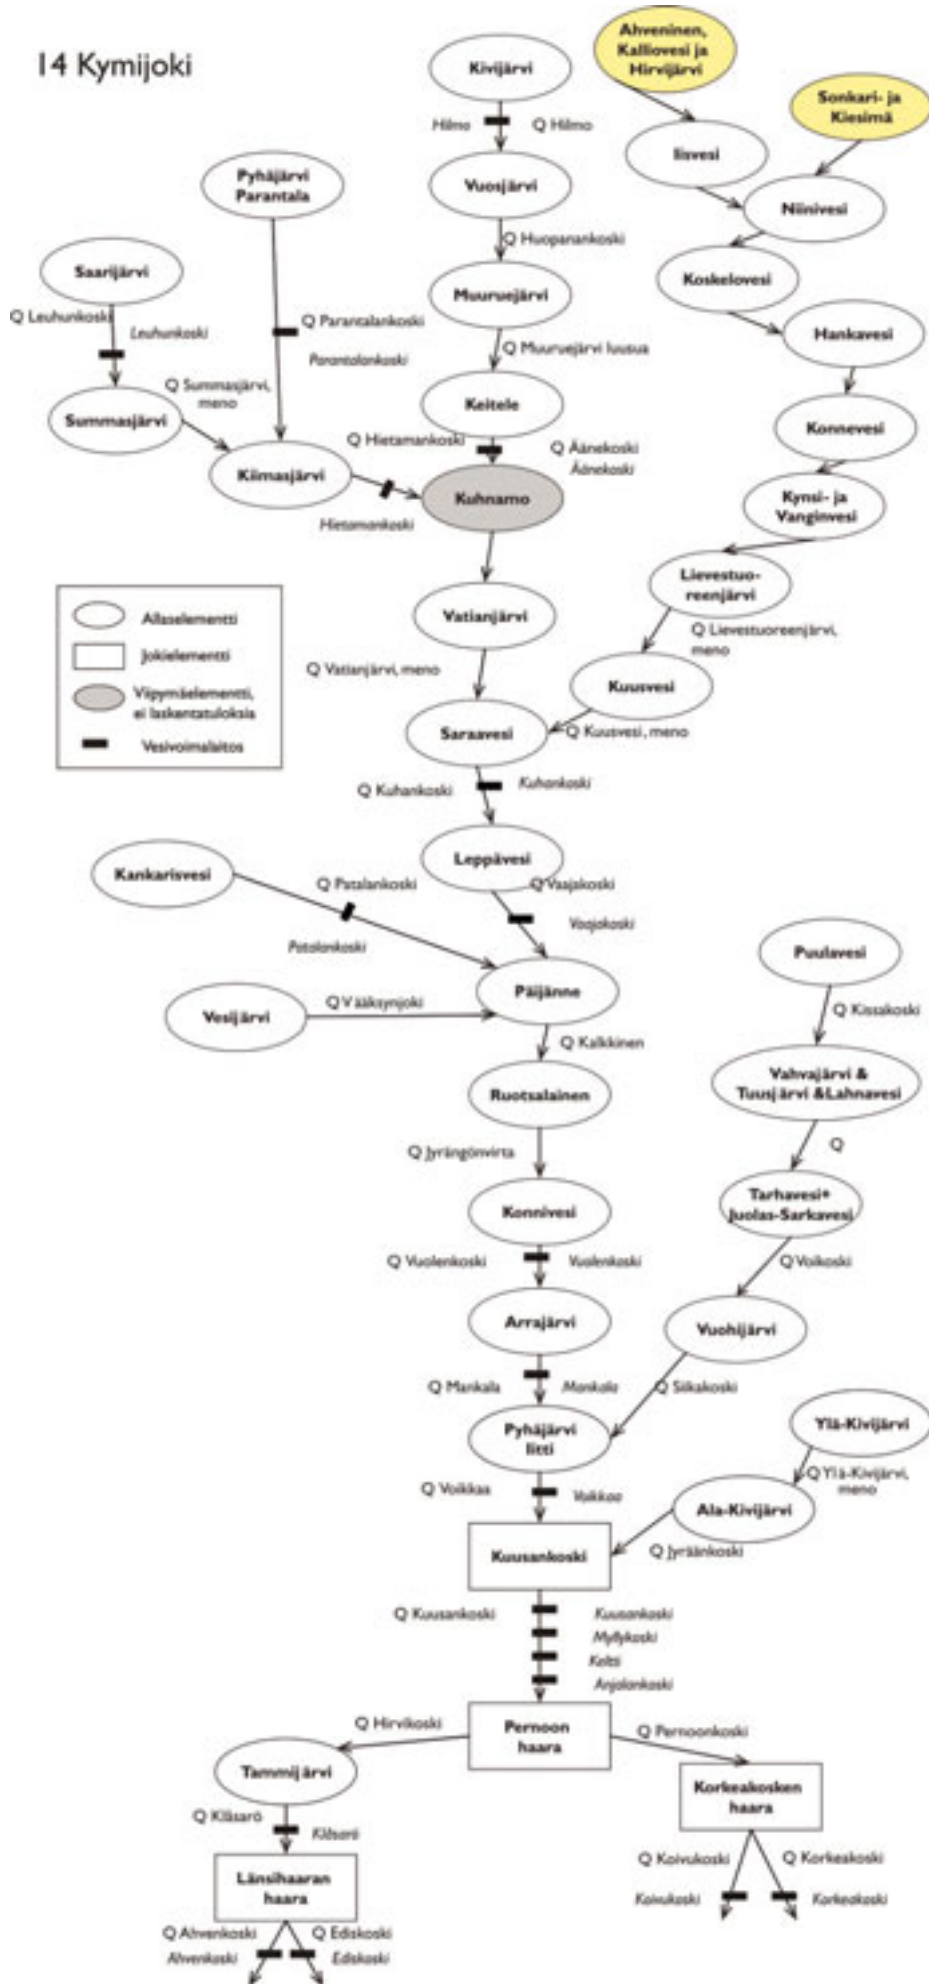 14 Kymijoki
Ahveninen,
Kalliovesi ja
Hirvijärvi
Kivijärvi
Sonkari- ja
Kiesimä
Hilmo
Q Hilmo
Iisvesi
Pyhäjärvi
Parantala
Vuosjärvi
Niinivesi
Q Huopanankoski
Saarijärvi
Koskelovesi
Muuruejärvi
Q Leuhunkoski
Leuhunkoski
Q Parantalankoski
Parantalankoski
Hankavesi
Q Muuruejärvi luusua
Q Summasjärvi,
meno
Keitele
Summasjärvi
Konnevesi
Q Hietamankoski
Q Äänekoski
Äänekoski
Kiimasjärvi
Kuhnamo
Kynsi- ja
Vanginvesi
Hietamankoski
Lievestuo-
reenjärvi
Allaselementti
Vatianjärvi
Q Lievestuoreenjärvi,
meno
Jokielementti
Q Vatianjärvi, meno
Kuusvesi
Viipymäelementti,
ei laskentatuloksia
Saraavesi
Q Kuusvesi, meno
Vesivoimalaitos
Q Kuhankoski
Kuhankoski
Leppävesi
Kankarisvesi
Q Patalankoski
Q Vaajakoski
Vaajakoski
Patalankoski
Puulavesi
Päijänne
Q Vääksynjoki
Vesijärvi
Q Kissakoski
Q Kalkkinen
Vahvajärvi &
Tuusjärvi &Lahnavesi
Ruotsalainen
Q Jyrängönvirta
Q
Tarhavesi+
Juolas-Sarkavesi
Konnivesi
Q Vuolenkoski
Vuolenkoski
Q Voikoski
Arrajärvi
Vuohijärvi
Q Mankala
Mankala
Q Siikakoski
Pyhäjärvi
Iitti
Ylä-Kivijärvi
Q Ylä-Kivijärvi,
meno
Q Voikkaa
Voikkaa
Ala-Kivijärvi
Kuusankoski
Q Jyräänkoski
Q Kuusankoski
Kuusankoski
Myllykoski
Keltti
Anjalankoski
Q Hirvikoski
Pernoon
haara
Q Pernoonkoski
Tammijärvi
Korkeakosken
haara
Q Klåsarö
Klåsarö
Q Koivukoski
Q Korkeakoski
Länsihaaran
haara
Koivukoski
Korkeakoski
Q Ahvenkoski
Q Ediskoski
Ahvenkoski
Ediskoski